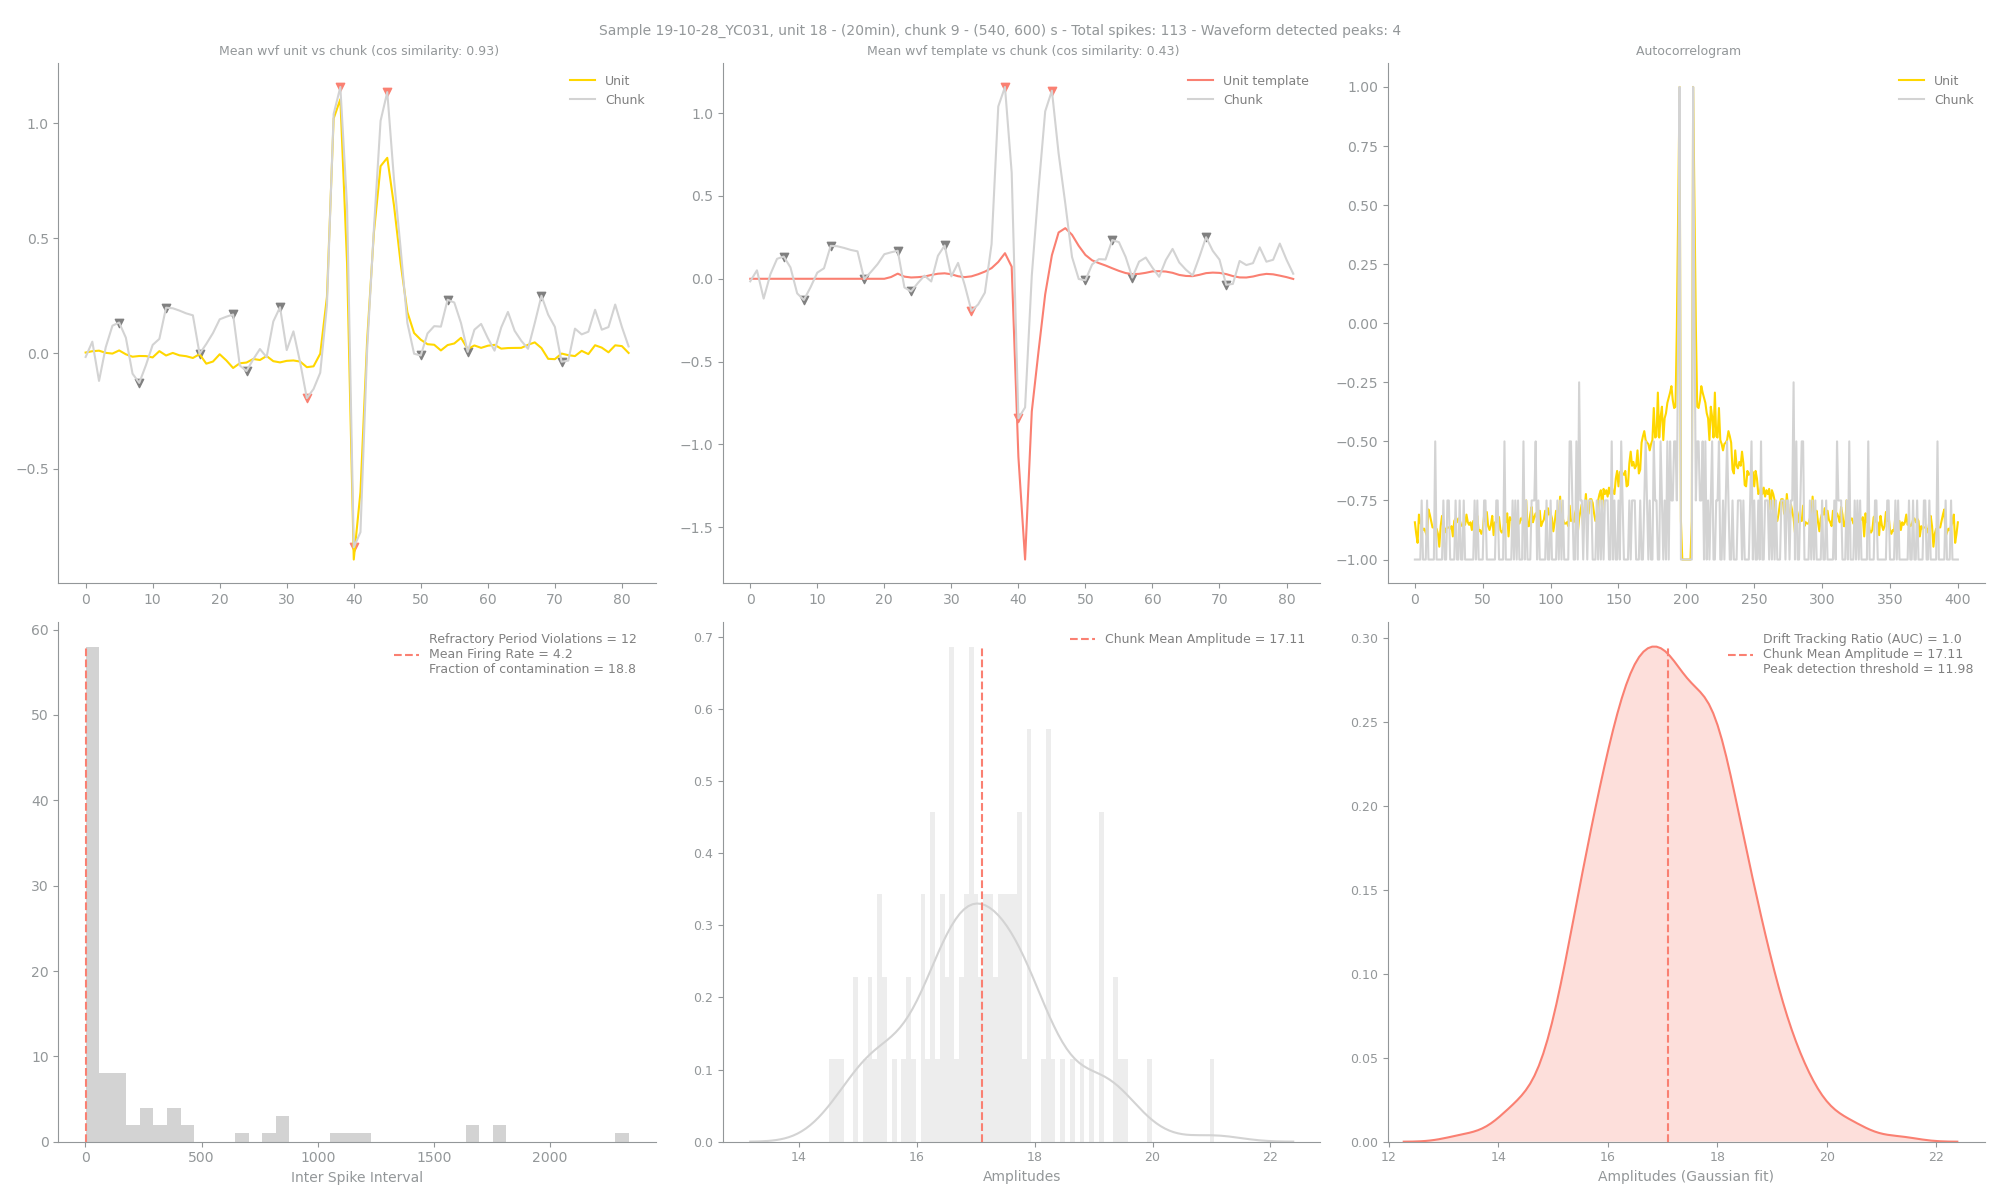 Sample 19-10-28_YC031, unit 18 - (20min), chunk 9 - (540, 600) s - Total spikes: 113 - Waveform detected peaks: 4
Mean wvf unit vs chunk (cos similarity: 0.93)
Unit
Chunk
1.0
0.5
0.0
−0.5
0 10 20 30 40 50 60 70 80
Mean wvf template vs chunk (cos similarity: 0.43)
Unit template
Chunk
1.0
0.5
0.0
−0.5
−1.0
−1.5
0 10 20 30 40 50 60 70 80
Autocorrelogram
Unit
Chunk
1.00
0.75
0.50
0.25
0.00
−0.25
−0.50
−0.75
−1.00
0 50 100 150 200 250 300 350 400
Refractory Period Violations = 12
Mean Firing Rate = 4.2
Fraction of contamination = 18.8
60
50
40
30
20
10
0
0 500 1000 1500 2000
Inter Spike Interval
Chunk Mean Amplitude = 17.11
0.7
0.6
0.5
0.4
0.3
0.2
0.1
0.0
14 16 18 20 22
Amplitudes
Drift Tracking Ratio (AUC) = 1.0
Chunk Mean Amplitude = 17.11
Peak detection threshold = 11.98
0.30
0.25
0.20
0.15
0.10
0.05
0.00
12 14 16 18 20 22
Amplitudes (Gaussian fit)